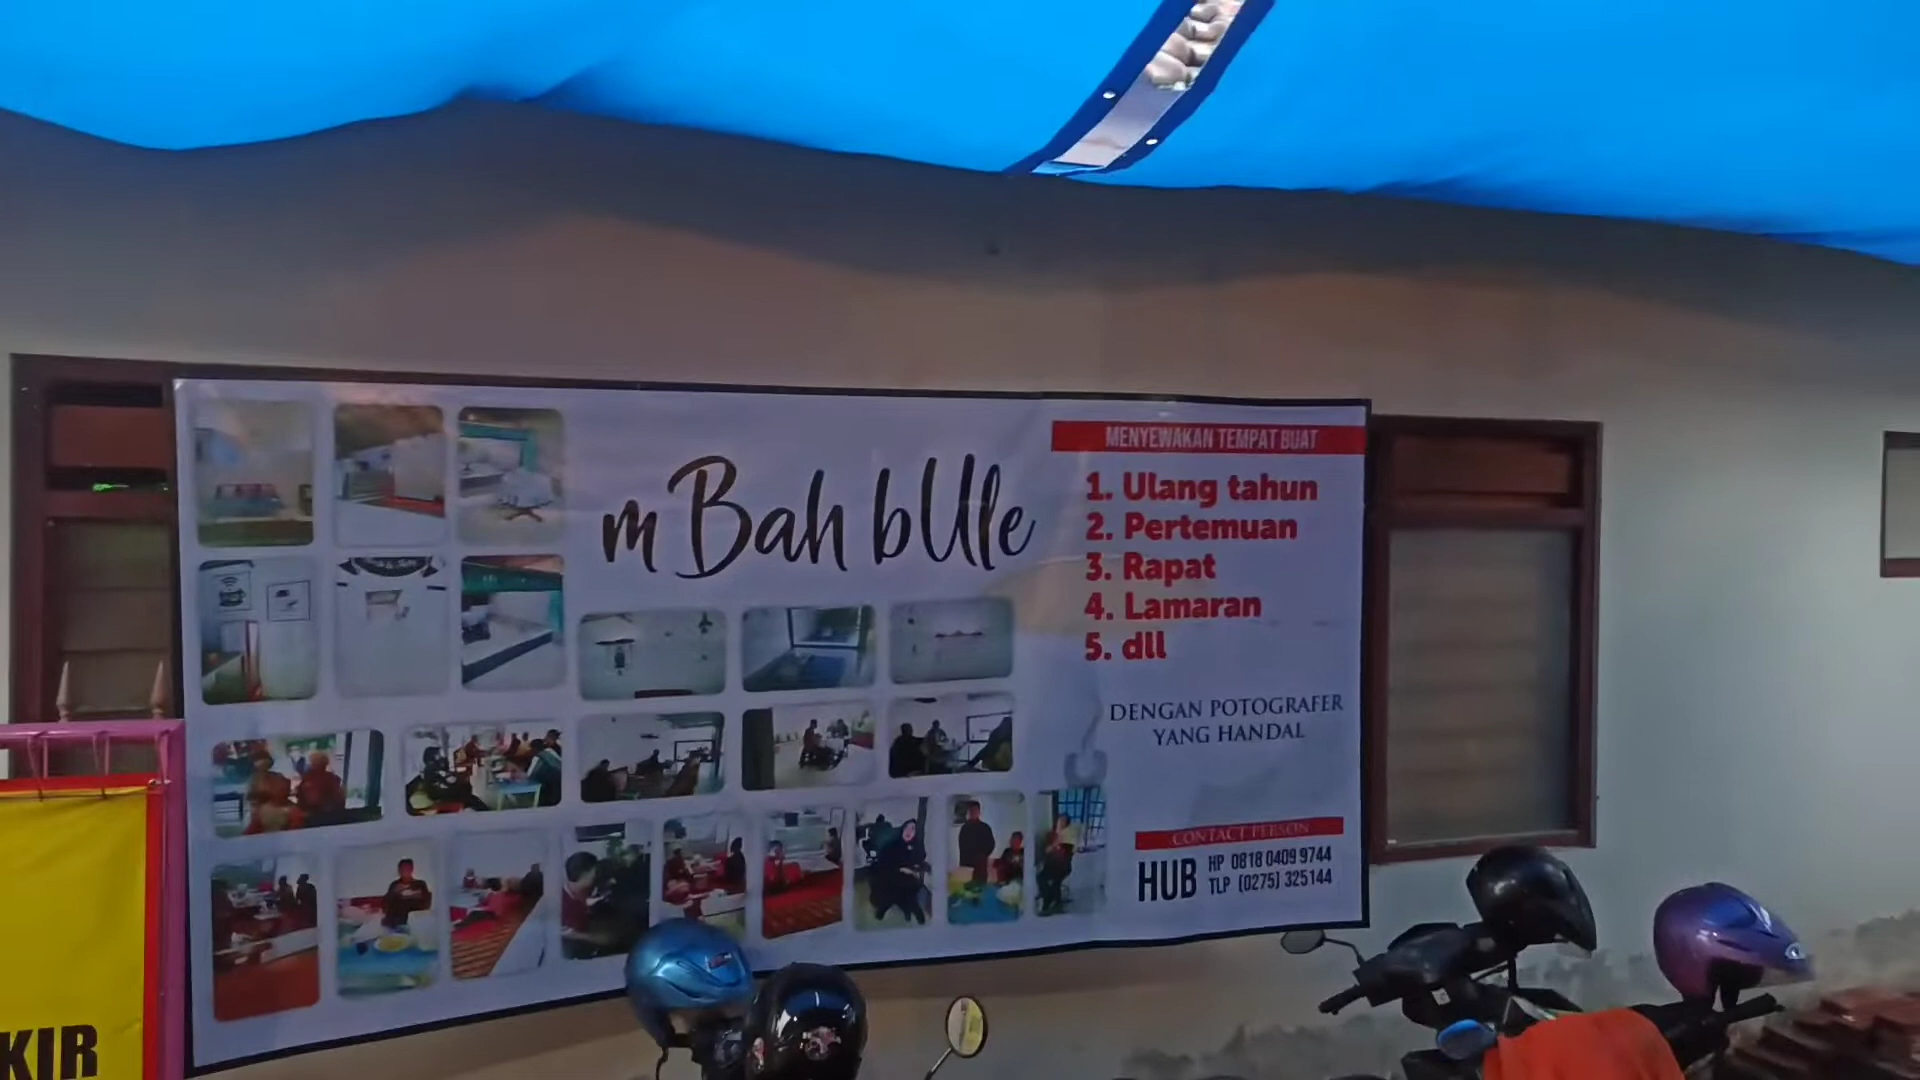 mBah bUle
MENYEWAKAN TEMPAT BUAT
1. Ulang tahun
2. Pertemuan
3. Rapat
4. Lamaran
5. dll
DENGAN POTOGRAFER
YANG HANDAL
CONTACT PERSON
HUB
HP 0818 0409 9744
TLP (0275) 325144
KIR